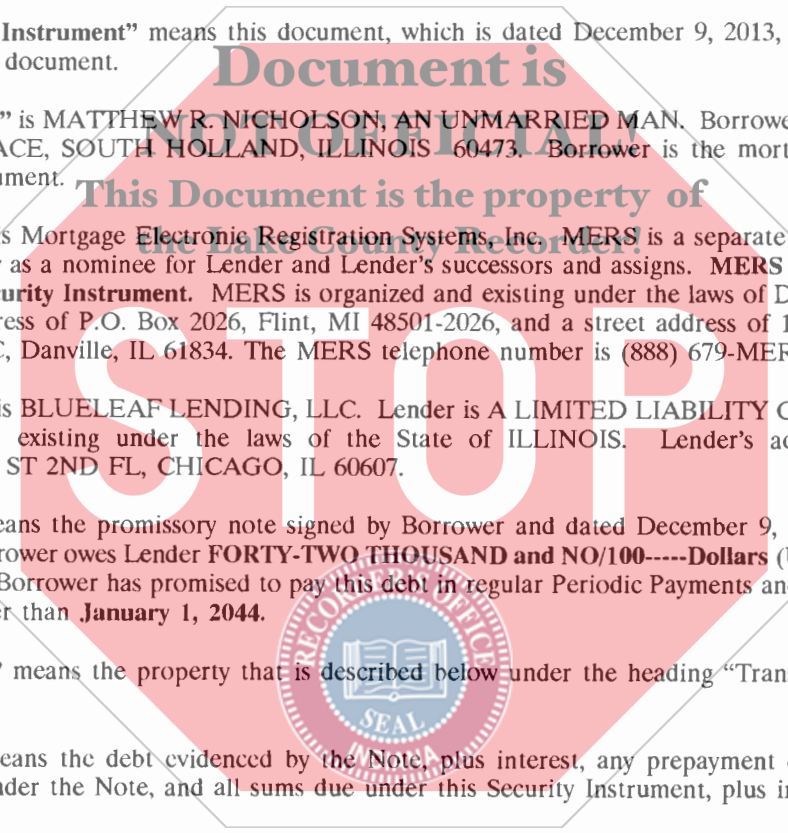 Instrument” means this document, which is dated December 9, 2013,
document.
Document is
NOT OFFICIAL!
” is MATTHEW R. NICHOLSON, AN UNMARRIED MAN. Borrowe
ACE, SOUTH HOLLAND, ILLINOIS 60473. Borrower is the mort
ument.
This Document is the property of
the Lake County Recorder!
s Mortgage Electronic Registration Systems, Inc. MERS is a separate
as a nominee for Lender and Lender’s successors and assigns. MERS
curity Instrument. MERS is organized and existing under the laws of D
ress of P.O. Box 2026, Flint, MI 48501-2026, and a street address of 1
C, Danville, IL 61834. The MERS telephone number is (888) 679-MER
STOP
is BLUELEAF LENDING, LLC. Lender is A LIMITED LIABILITY C
existing under the laws of the State of ILLINOIS. Lender’s ad
ST 2ND FL, CHICAGO, IL 60607.
eans the promissory note signed by Borrower and dated December 9,
rower owes Lender FORTY-TWO THOUSAND and NO/100-----Dollars (
Borrower has promised to pay this debt in regular Periodic Payments an
er than January 1, 2044.
” means the property that is described below under the heading “Trans
RECORDER'S OFFICE
SEAL
INDIANA
eans the debt evidenced by the Note, plus interest, any prepayment
nder the Note, and all sums due under this Security Instrument, plus in